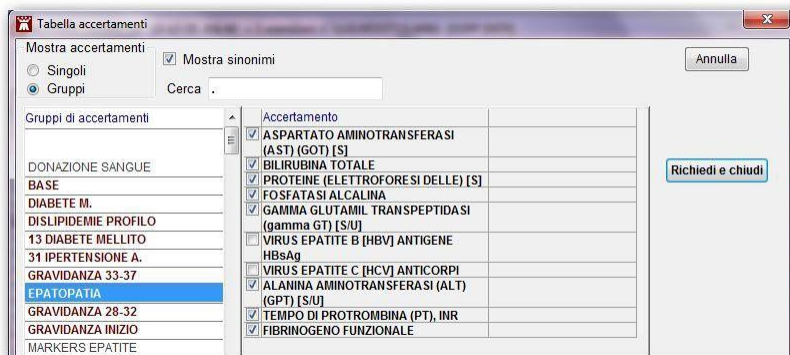 Tabella accertamenti
Mostra accertamenti
Singoli
Gruppi
Mostra sinonimi
Cerca .
Annulla
Gruppi di accertamenti
DONAZIONE SANGUE
BASE
DIABETE M.
DISLIPIDEMIE PROFILO
13 DIABETE MELLITO
31 IPERTENSIONE A.
GRAVIDANZA 33-37
EPATOPATIA
GRAVIDANZA 28-32
GRAVIDANZA INIZIO
MARKERS EPATITE
Accertamento
ASPARTATO AMINOTRANSFERASI
(AST) (GOT) [S]
BILIRUBINA TOTALE
PROTEINE (ELETTROFORESI DELLE) [S]
FOSFATASI ALCALINA
GAMMA GLUTAMIL TRANSPEPTIDASI
(gamma GT) [S/U]
VIRUS EPATITE B [HBV] ANTIGENE
HBsAg
VIRUS EPATITE C [HCV] ANTICORPI
ALANINA AMINOTRANSFERASI (ALT)
(GPT) [S/U]
TEMPO DI PROTROMBINA (PT), INR
FIBRINOGENO FUNZIONALE
Richiedi e chiudi